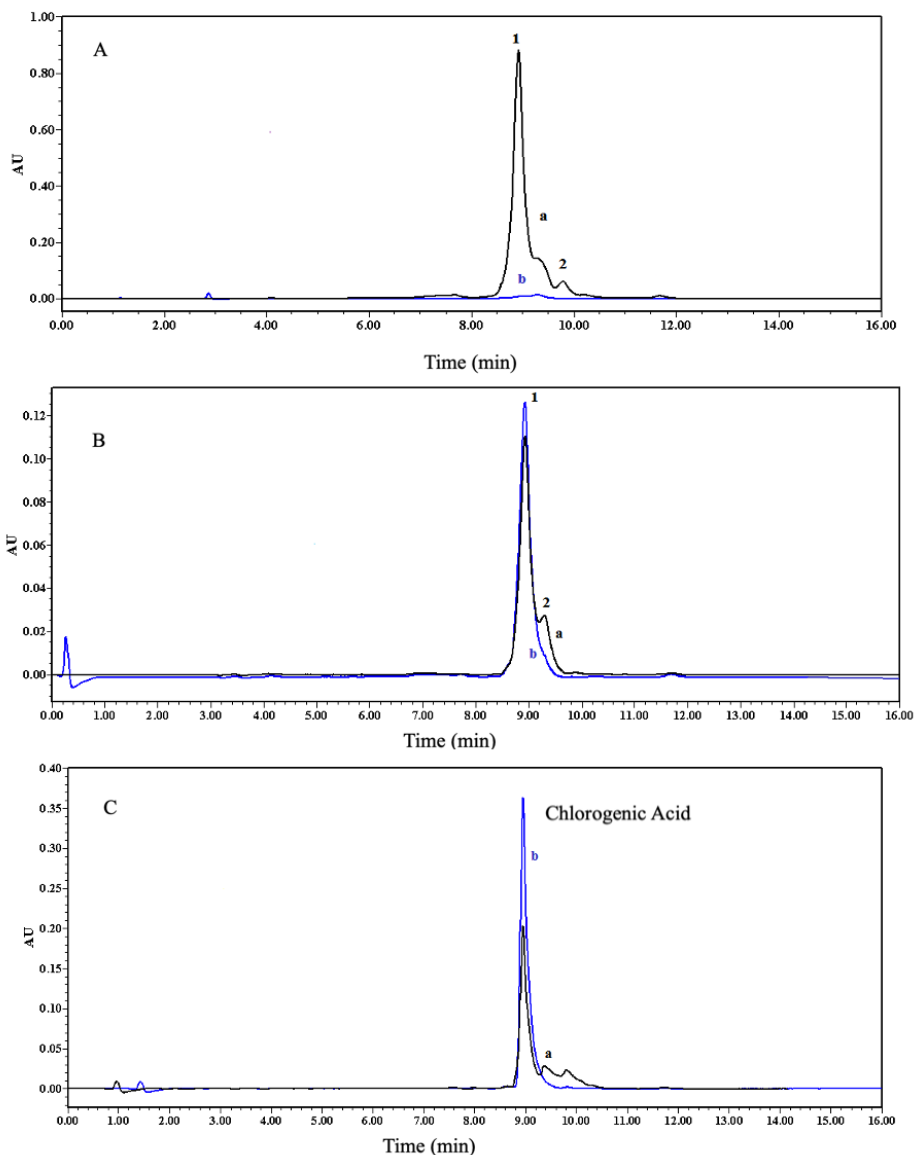 1.00
A
1
0.80
0.60
AU
0.40
a
0.20
2
b
0.00
0.00 2.00 4.00 6.00 8.00 10.00 12.00 14.00 16.00
Time (min)
1
0.12
B
0.10
0.08
AU
0.06
0.04
2
0.02
a
b
0.00
0.00 1.00 2.00 3.00 4.00 5.00 6.00 7.00 8.00 9.00 10.00 11.00 12.00 13.00 14.00 15.00 16.00
Time (min)
0.40
C
Chlorogenic Acid
0.35
0.30
b
0.25
0.20
AU
0.15
0.10
0.05
a
0.00
0.00 1.00 2.00 3.00 4.00 5.00 6.00 7.00 8.00 9.00 10.00 11.00 12.00 13.00 14.00 15.00 16.00
Time (min)